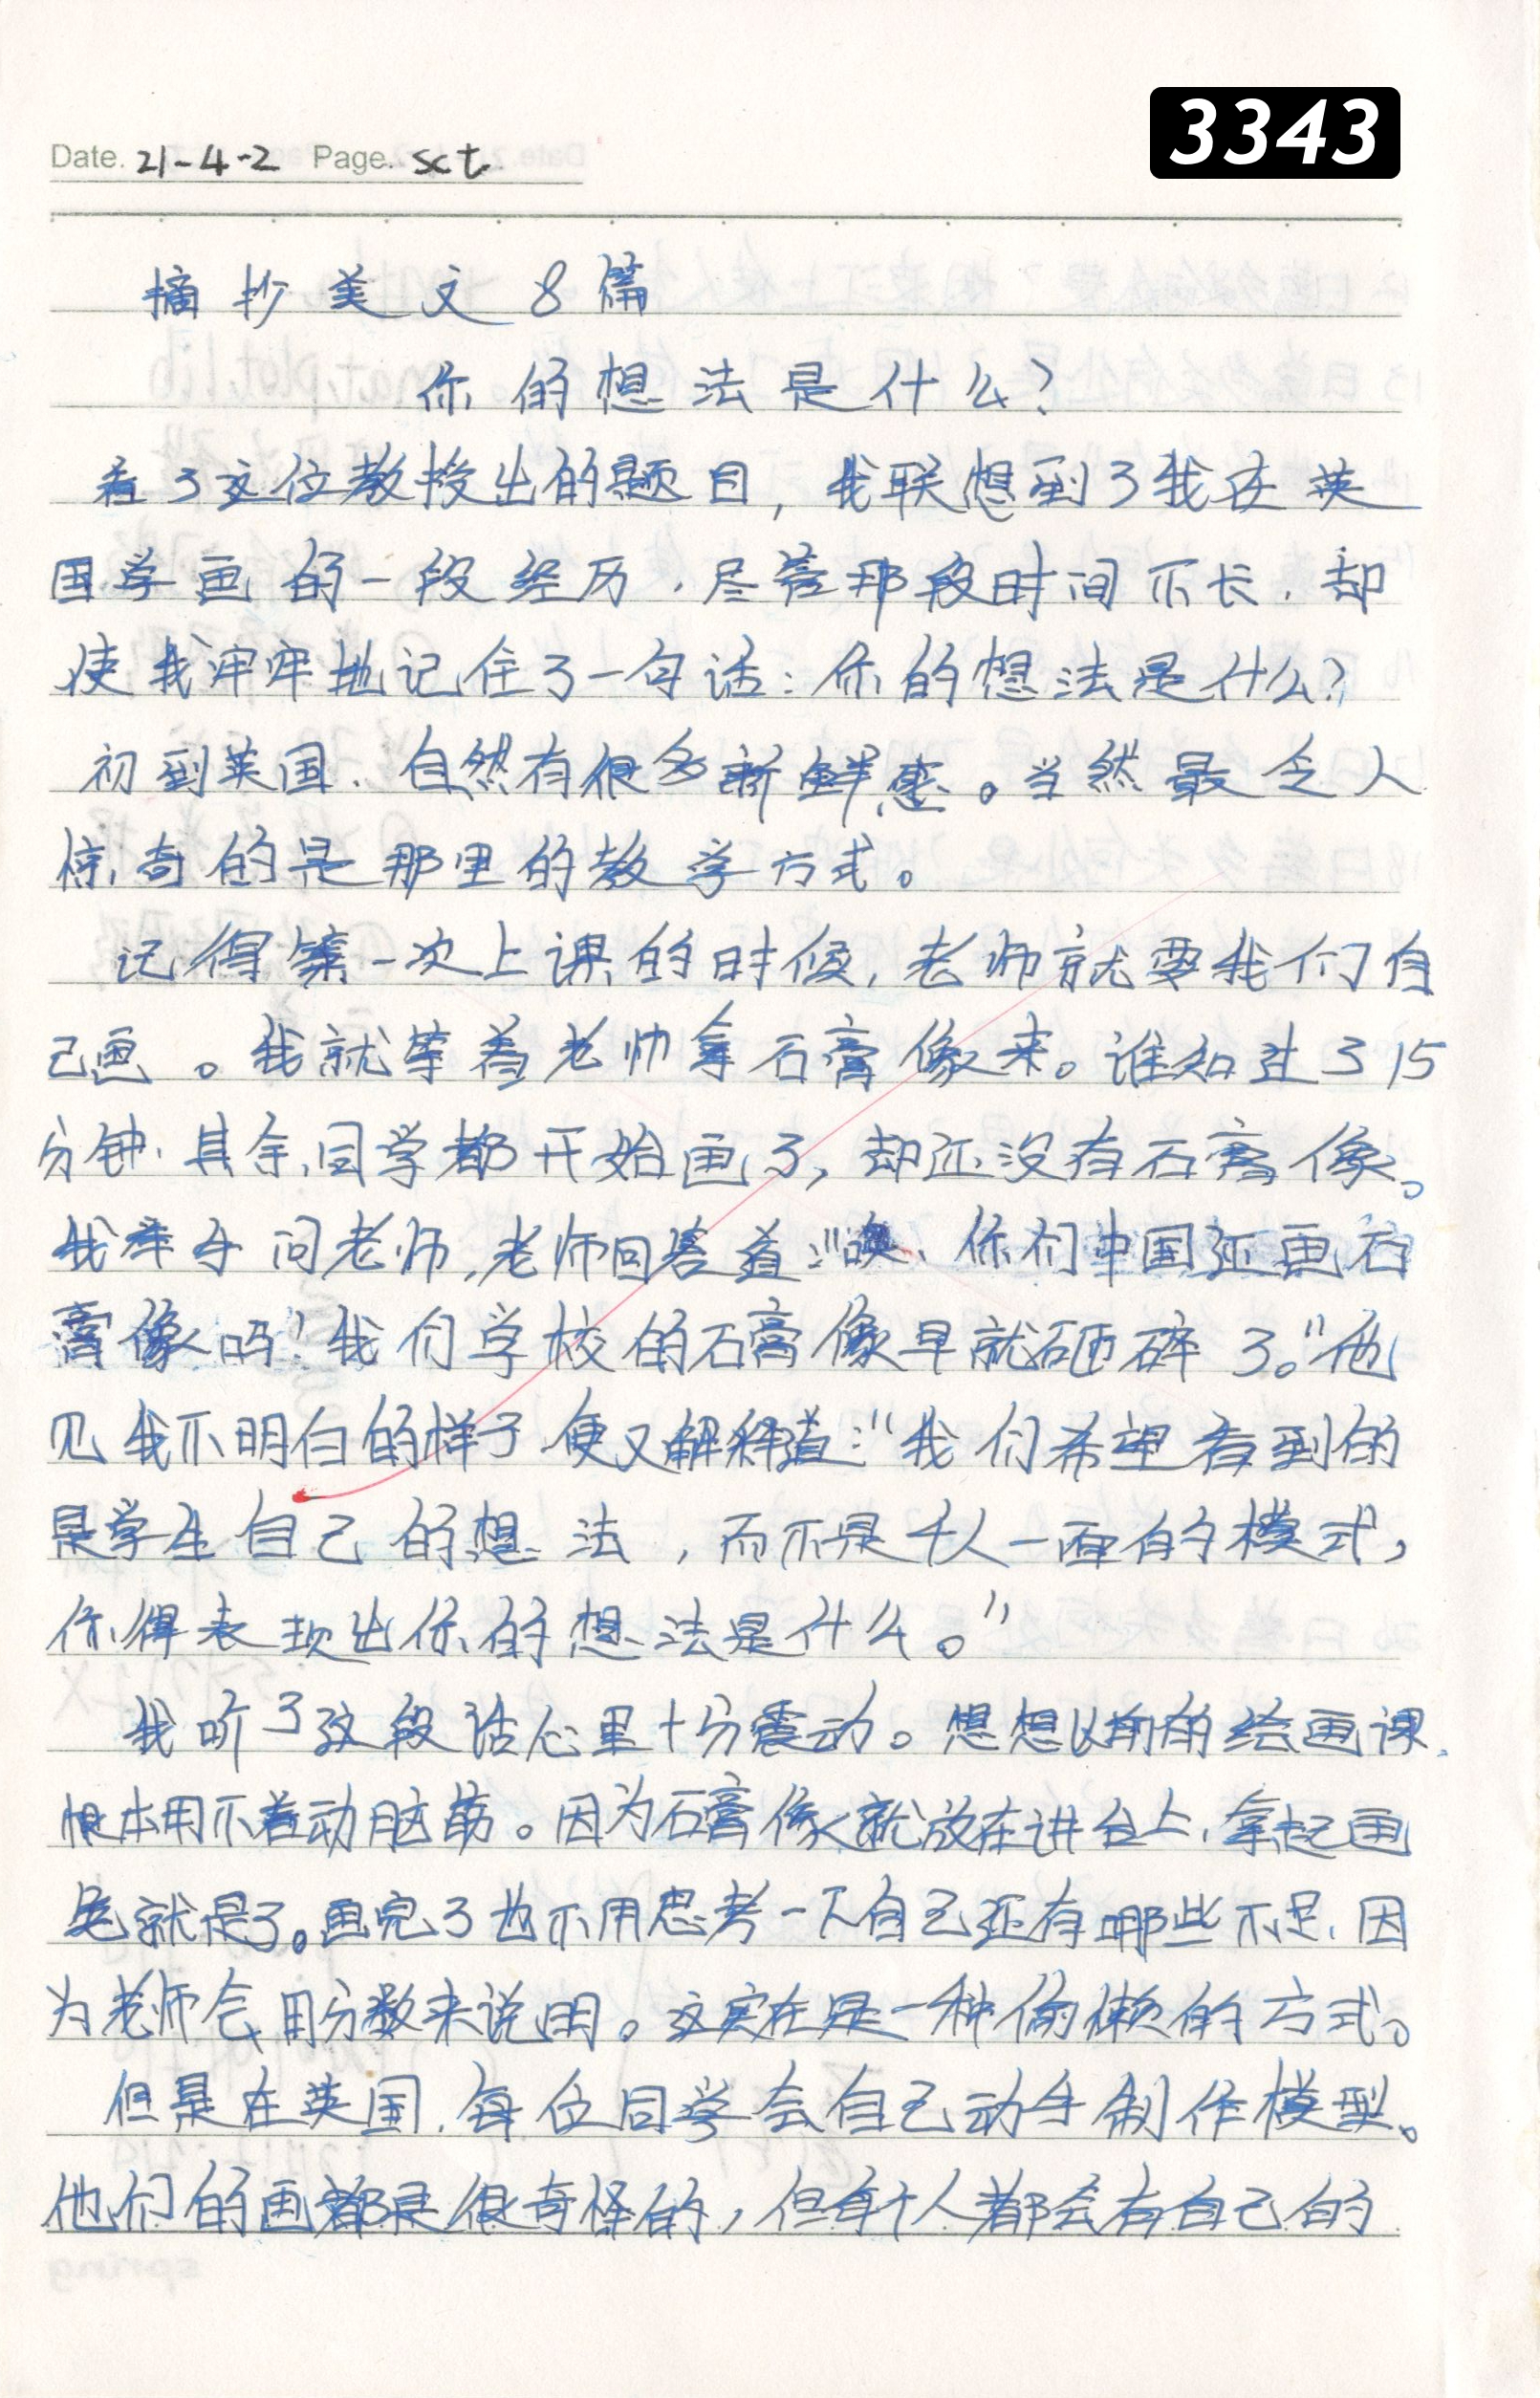 3343
Date. 21-4-2 Page. sct
摘抄美文8篇
你的想法是什么?
看了这位教授出的题目,我联想到了我在英
国学画的一段经历.尽管那段时间不长.却
使我牢牢地记住了一句话:你的想法是什么?
初到英国.自然有很多新鲜感。当然最令人
惊奇的是那里的教学方式。
记得第一次上课的时候,老师就要我们自
己画。我就等着老师拿石膏像来。谁知过了15
分钟.其余同学都开始画了,却还没有石膏像。
我举手问老师,老师回答道:"噢、你们中国还画石
膏像吗!我们学校的石膏像早就砸碎了。"他
见我不明白的样子.便又解释道:"我们希望看到的
是学生自己的想法,而不是千人一面的模式,
你得表现出你的想法是什么。"
我听了这段话心里十分震动。想想以前的绘画课.
根本用不着动脑筋。因为石膏像就放在讲台上.拿起画
笔就是了。画完了也不用思考一下自己还有哪些不足.因
为老师会用分数来说明。这实在是一种偷懒的方式。
但是在英国.每位同学会自己动手制作模型。
他们的画都是很奇怪的,但每个人都会有自己的